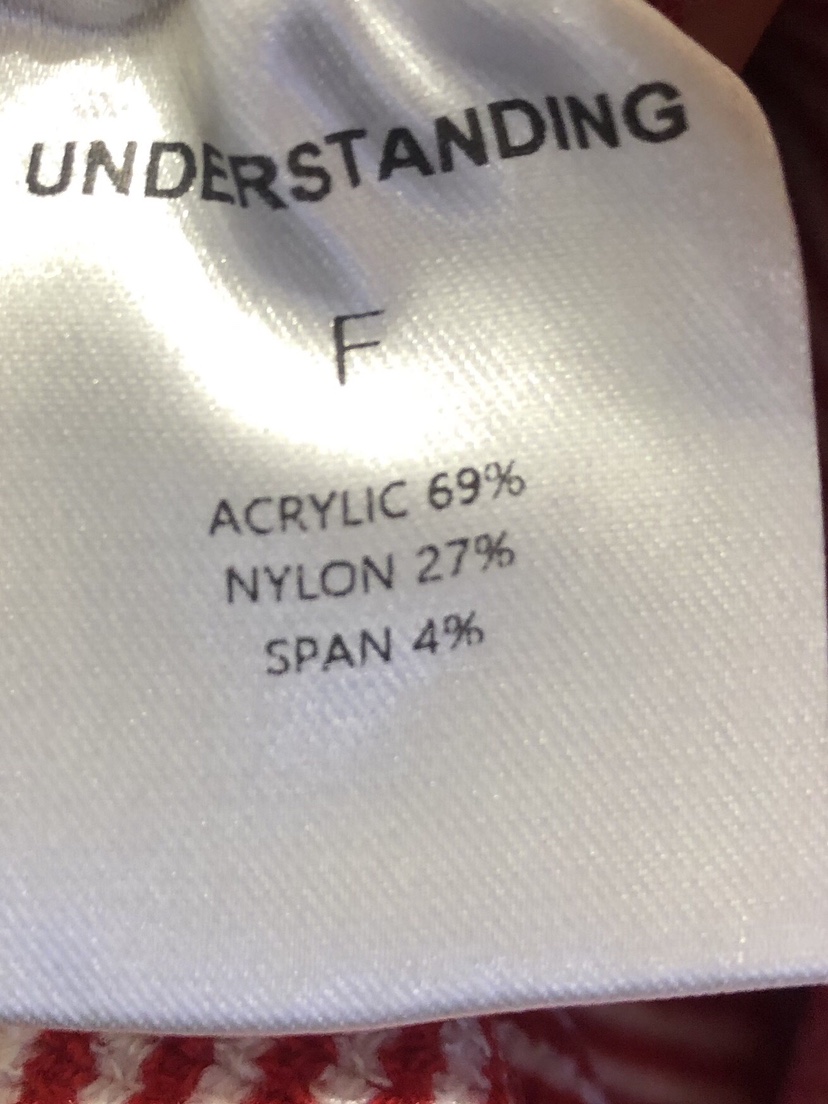 UNDERSTANDING
F
ACRYLIC 69%
NYLON 27%
SPAN 4%